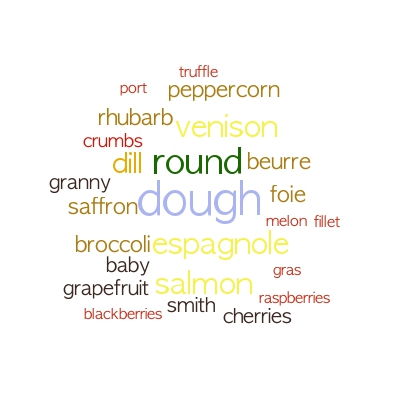 truffle
port peppercorn
rhubarb venison
crumbs
dill round beurre
granny dough foie
saffron
melon fillet
broccoli espagnole
baby gras
grapefruit salmon
smith raspberries
blackberries cherries